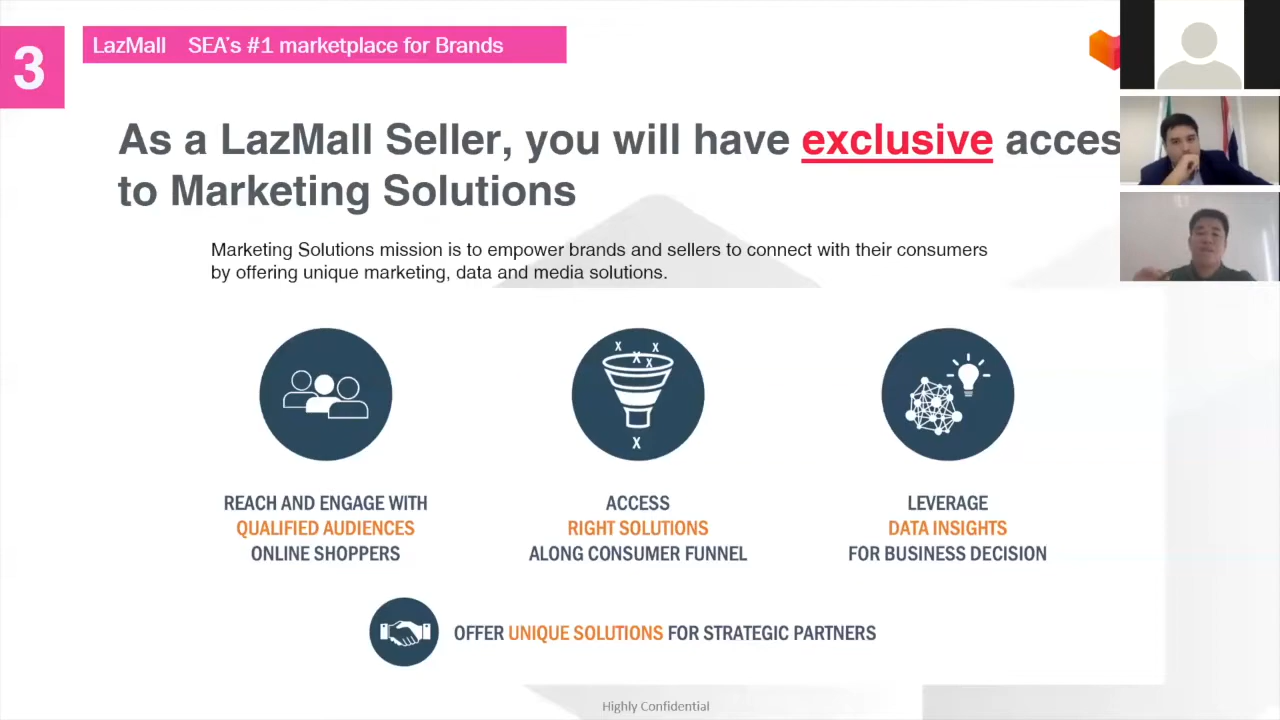 3
LazMall SEA's #1 marketplace for Brands
As a LazMall Seller, you will have exclusive acces
to Marketing Solutions
Marketing Solutions mission is to empower brands and sellers to connect with their consumers
by offering unique marketing, data and media solutions.
REACH AND ENGAGE WITH
QUALIFIED AUDIENCES
ONLINE SHOPPERS
X X X X
X
ACCESS
RIGHT SOLUTIONS
ALONG CONSUMER FUNNEL
LEVERAGE
DATA INSIGHTS
FOR BUSINESS DECISION
OFFER UNIQUE SOLUTIONS FOR STRATEGIC PARTNERS
Highly Confidential